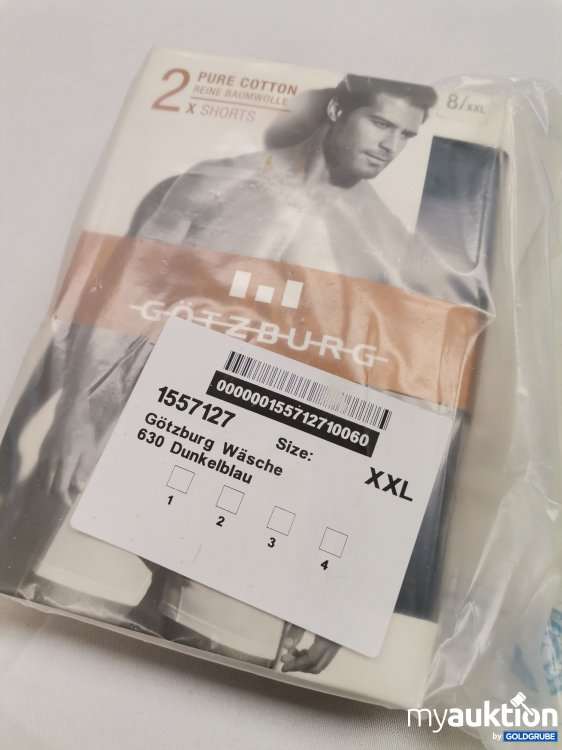 2 PURE COTTON
REINE BAUMWOLLE
X SHORTS
8/XXL
GÖTZBURG
000000155712710060
1557127
Size:
XXL
Götzburg Wäsche
630 Dunkelblau
1 2 3 4
myauktion
by GOLDGRUBE